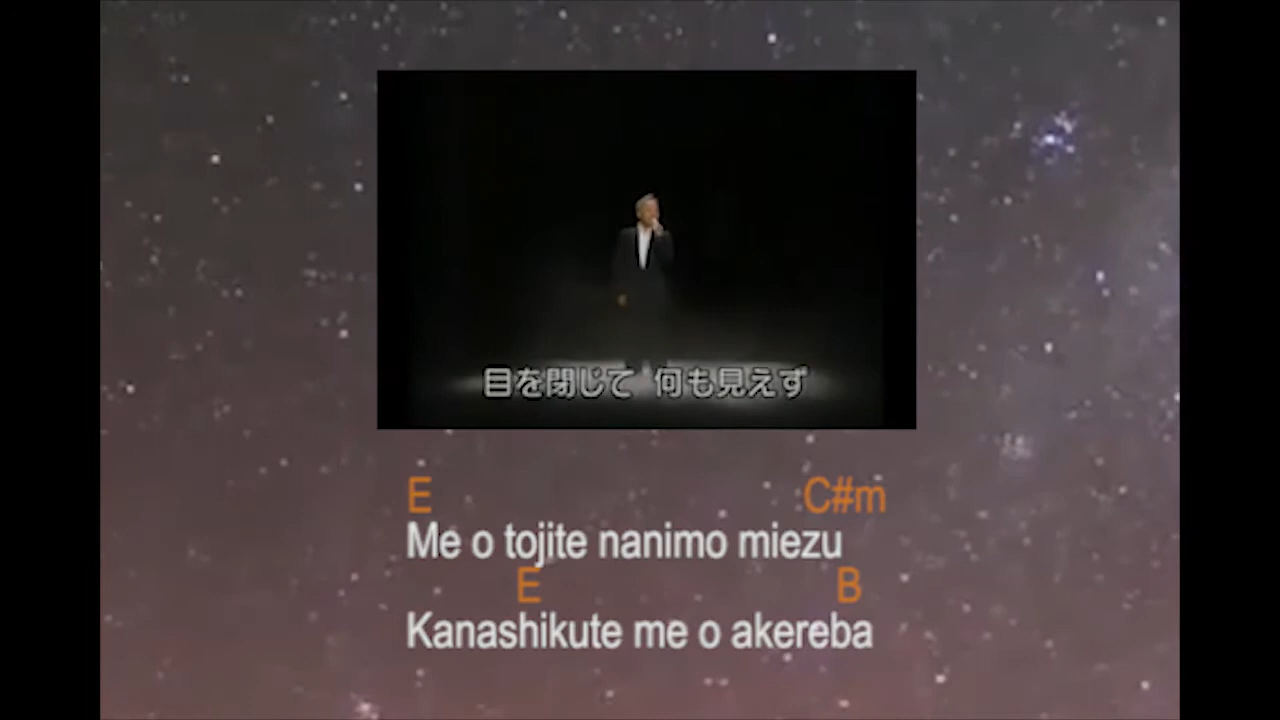 目を閉じて 何も見えず
E C#m
Me o tojite nanimo miezu
E B
Kanashikute me o akereba